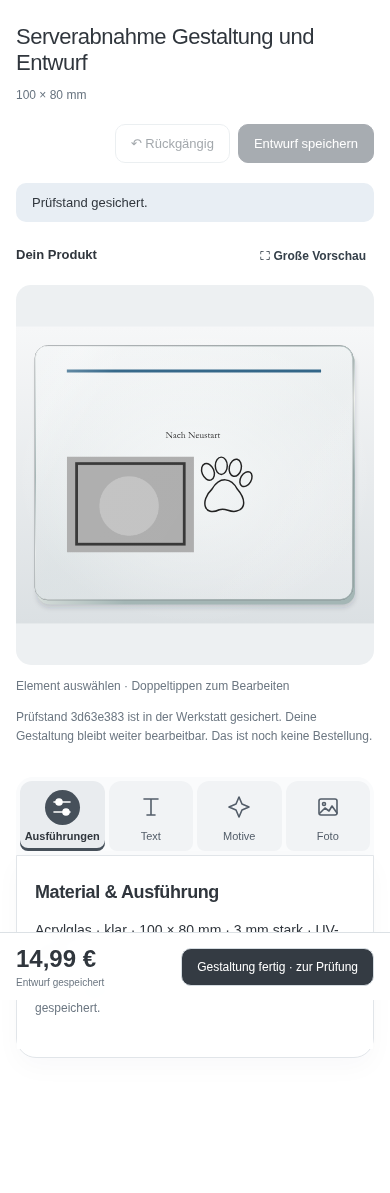 Serverabnahme Gestaltung und
Entwurf
100 × 80 mm
↶ Rückgängig
Entwurf speichern
Prüfstand gesichert.
Dein Produkt
⛶ Große Vorschau
Nach Neustart
Element auswählen · Doppeltippen zum Bearbeiten
Prüfstand 3d63e383 ist in der Werkstatt gesichert. Deine
Gestaltung bleibt weiter bearbeitbar. Das ist noch keine Bestellung.
Ausführungen
Text
Motive
Foto
Material & Ausführung
Acrylglas · klar · 100 × 80 mm · 3 mm stark · UV-
14,99 €
Entwurf gespeichert
Gestaltung fertig · zur Prüfung
gespeichert.